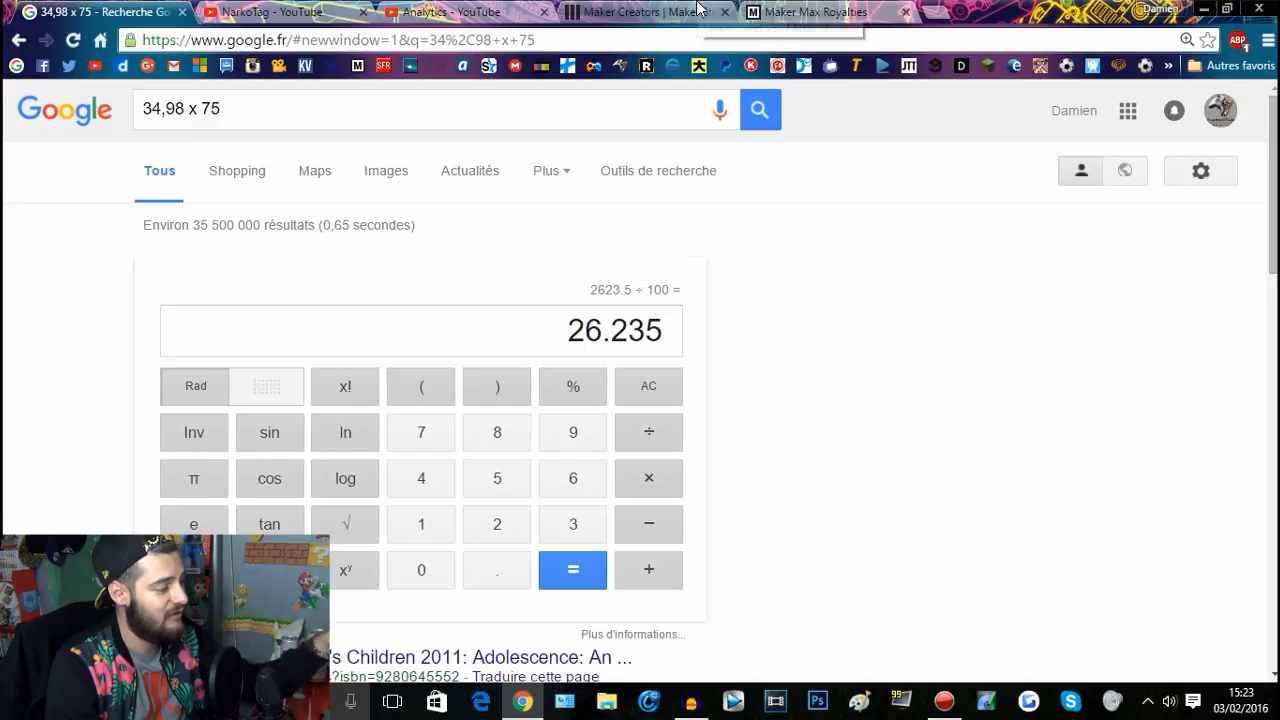 34,98 x 75 - Recherche Go
NarkoTag - YouTube
Analytics - YouTube
Maker Creators | Maker
Maker Max Royalties
Damien
https://www.google.fr/#newwindow=1&q=34%2C98+x+75
ABP
Autres favoris
Google
34,98 x 75
Damien
Tous
Shopping
Maps
Images
Actualités
Plus
Outils de recherche
Environ 35 500 000 résultats (0,65 secondes)
2623.5 ÷ 100 =
26.235
Rad
x!
(
)
%
AC
Inv
sin
ln
7
8
9
÷
π
cos
log
4
5
6
×
e
tan
√
1
2
3
−
xʸ
0
.
=
+
Plus d'informations...
's Children 2011: Adolescence: An ...
?isbn=9280645552 - Traduire cette page
15:23
03/02/2016